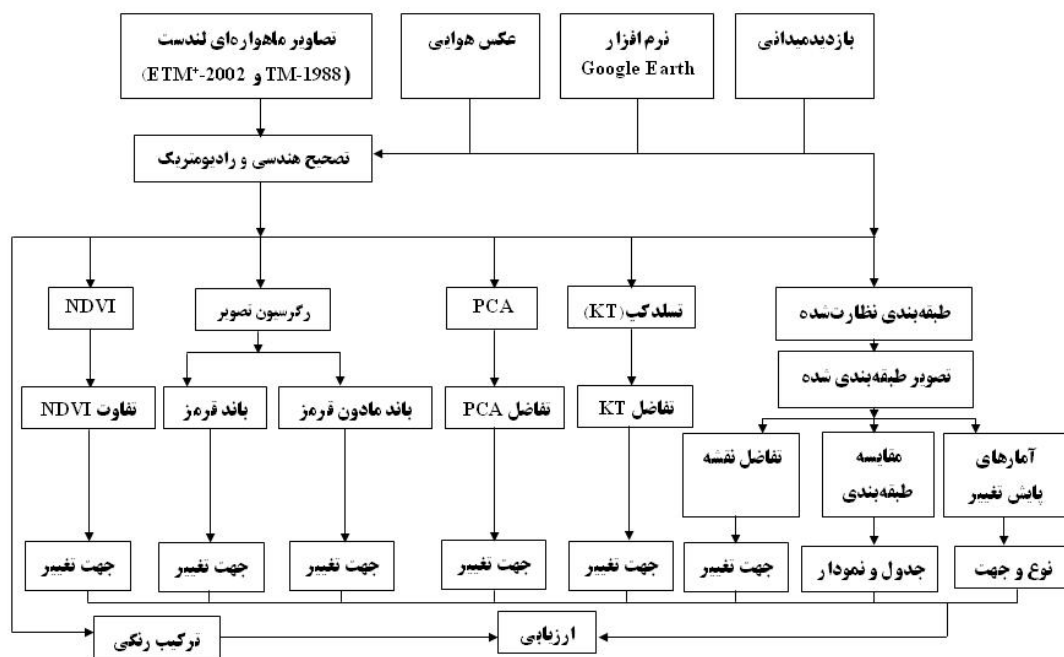 بازدیدمیدانی
نرم افزار
Google Earth
عکس هوایی
تصاویر ماهواره‌ای لندست
(TM-1988 و ETM+-2002)
تصحیح هندسی و رادیومتریک
طبقه‌بندی نظارت‌شده
تسلدکپ(KT)
PCA
رگرسیون تصویر
NDVI
تصویر طبقه‌بندی شده
تفاضل KT
تفاضل PCA
باند مادون قرمز
باند قرمز
تفاوت NDVI
آمارهای
پایش تغییر
مقایسه
طبقه‌بندی
تفاضل نقشه
نوع و جهت
جدول و نمودار
جهت تغییر
جهت تغییر
جهت تغییر
جهت تغییر
جهت تغییر
جهت تغییر
ارزیابی
ترکیب رنگی